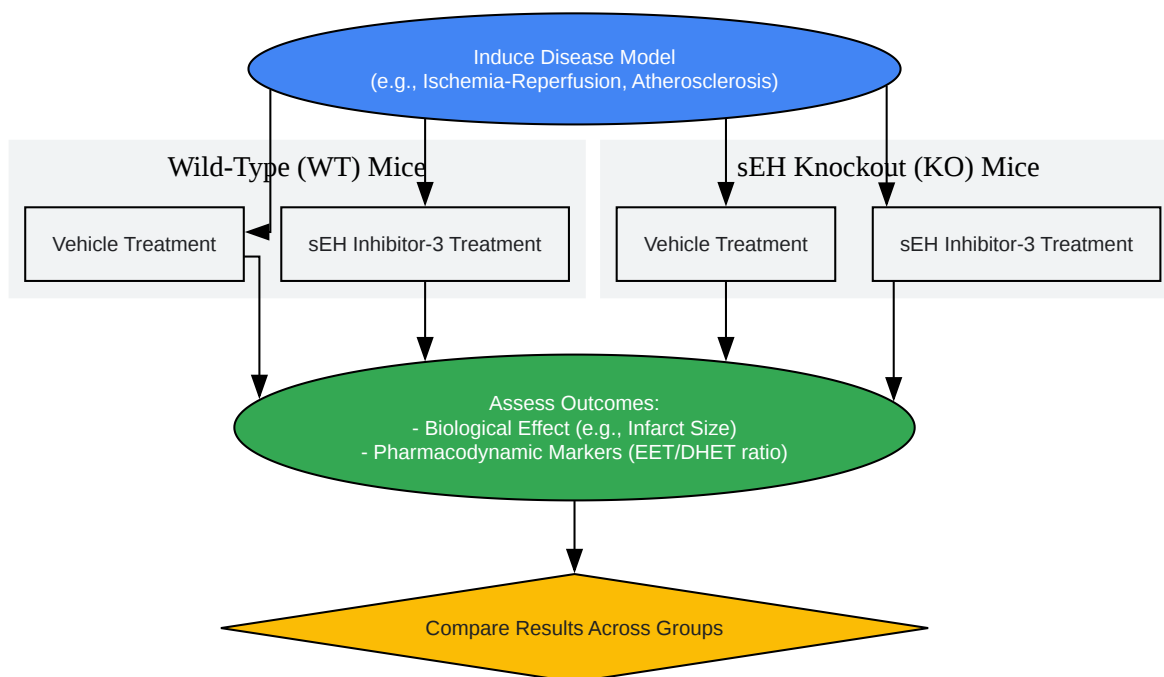 Induce Disease Model
(e.g., Ischemia-Reperfusion, Atherosclerosis)
Wild-Type (WT) Mice
sEH Knockout (KO) Mice
Vehicle Treatment
sEH Inhibitor-3 Treatment
Vehicle Treatment
sEH Inhibitor-3 Treatment
Assess Outcomes:
- Biological Effect (e.g., Infarct Size)
- Pharmacodynamic Markers (EET/DHET ratio)
Compare Results Across Groups